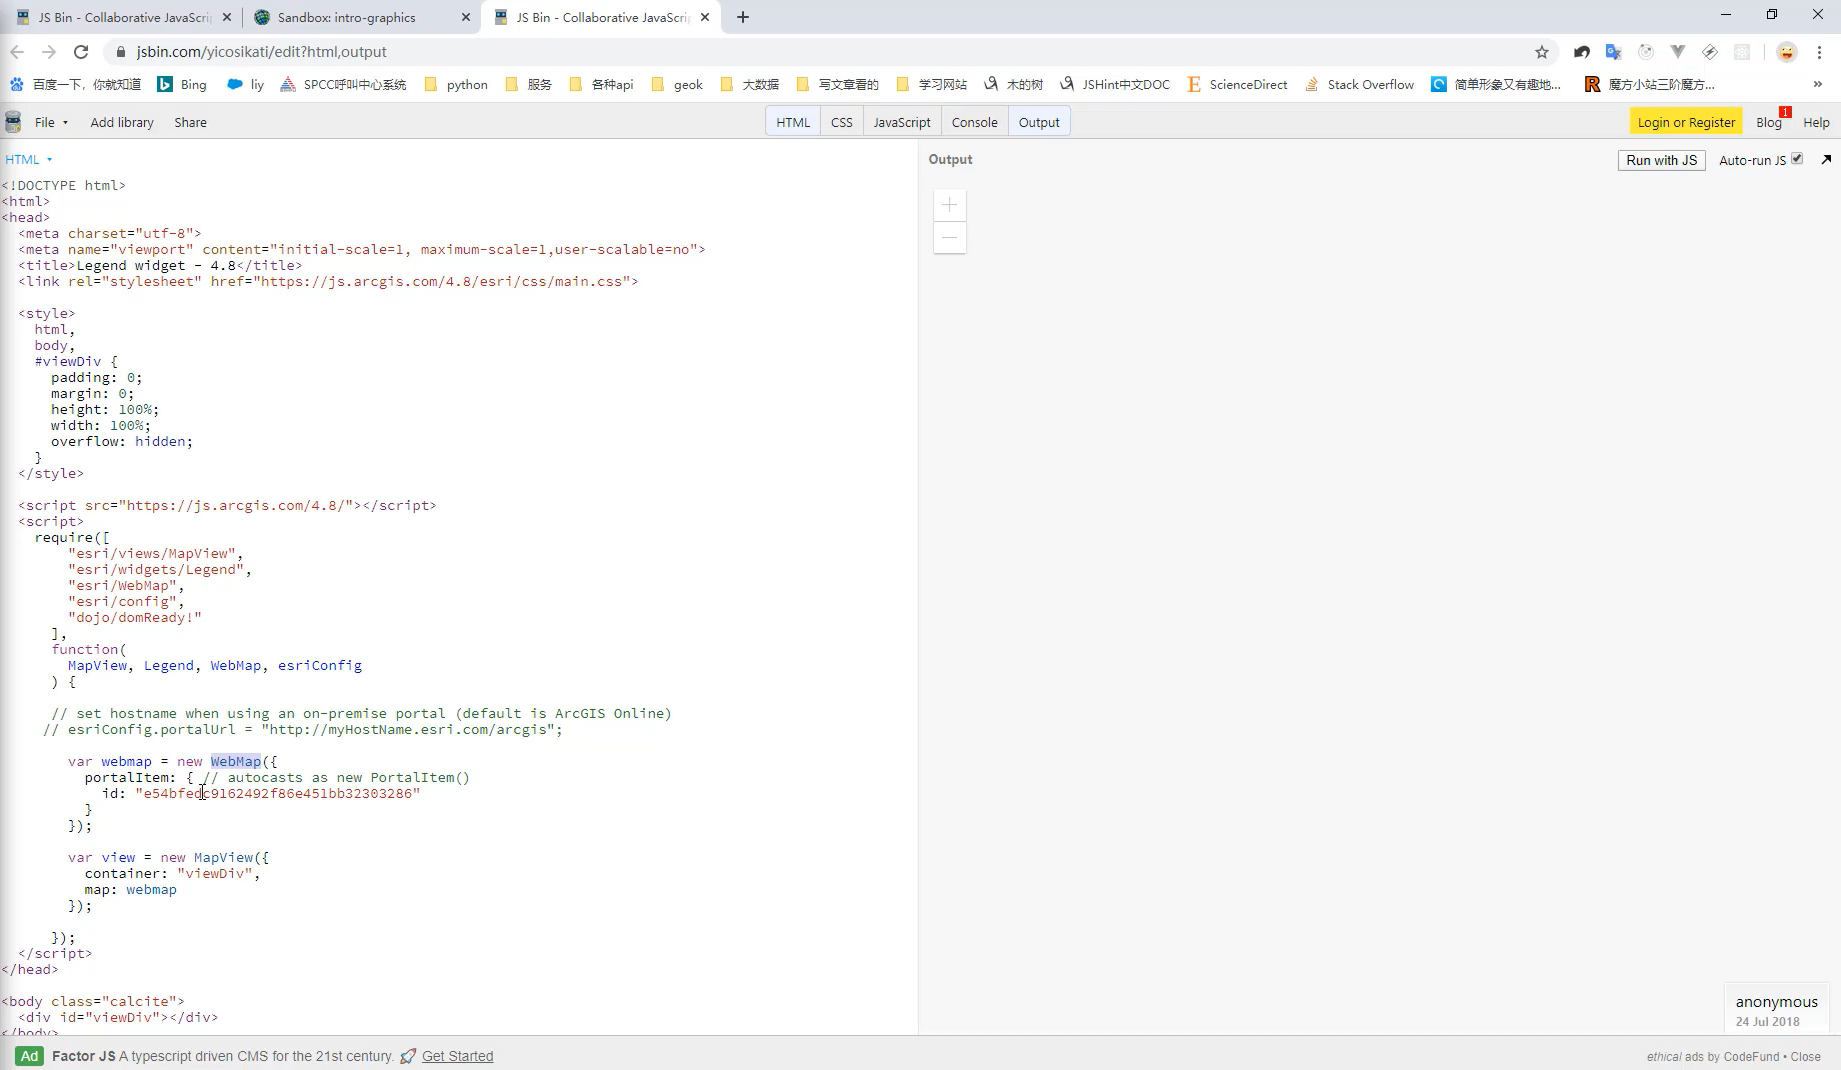 JS Bin - Collaborative JavaScri
Sandbox: intro-graphics
JS Bin - Collaborative JavaScri
jsbin.com/yicosikati/edit?html,output
百度一下，你就知道 Bing liy SPCC呼叫中心系统 python 服务 各种api geok 大数据 写文章看的 学习网站 木的树 JSHint中文DOC ScienceDirect Stack Overflow 简单形象又有趣地... 魔方小站三阶魔方... »
File Add library Share HTML CSS JavaScript Console Output Login or Register Blog 1 Help
HTML
Output Run with JS Auto-run JS
<!DOCTYPE html>
<html>
<head>
<meta charset="utf-8">
<meta name="viewport" content="initial-scale=1, maximum-scale=1,user-scalable=no">
<title>Legend widget - 4.8</title>
<link rel="stylesheet" href="https://js.arcgis.com/4.8/esri/css/main.css">
<style>
html,
body,
#viewDiv {
padding: 0;
margin: 0;
height: 100%;
width: 100%;
overflow: hidden;
}
</style>
<script src="https://js.arcgis.com/4.8/"></script>
<script>
require([
"esri/views/MapView",
"esri/widgets/Legend",
"esri/WebMap",
"esri/config",
"dojo/domReady!"
],
function(
MapView, Legend, WebMap, esriConfig
) {
// set hostname when using an on-premise portal (default is ArcGIS Online)
// esriConfig.portalUrl = "http://myHostName.esri.com/arcgis";
var webmap = new WebMap({
portalItem: { // autocasts as new PortalItem()
id: "e54bfedc9162492f86e451bb32303286"
}
});
var view = new MapView({
container: "viewDiv",
map: webmap
});
});
</script>
</head>
<body class="calcite">
<div id="viewDiv"></div>
</body>
anonymous
24 Jul 2018
Ad Factor JS A typescript driven CMS for the 21st century. 🚀 Get Started
ethical ads by CodeFund • Close